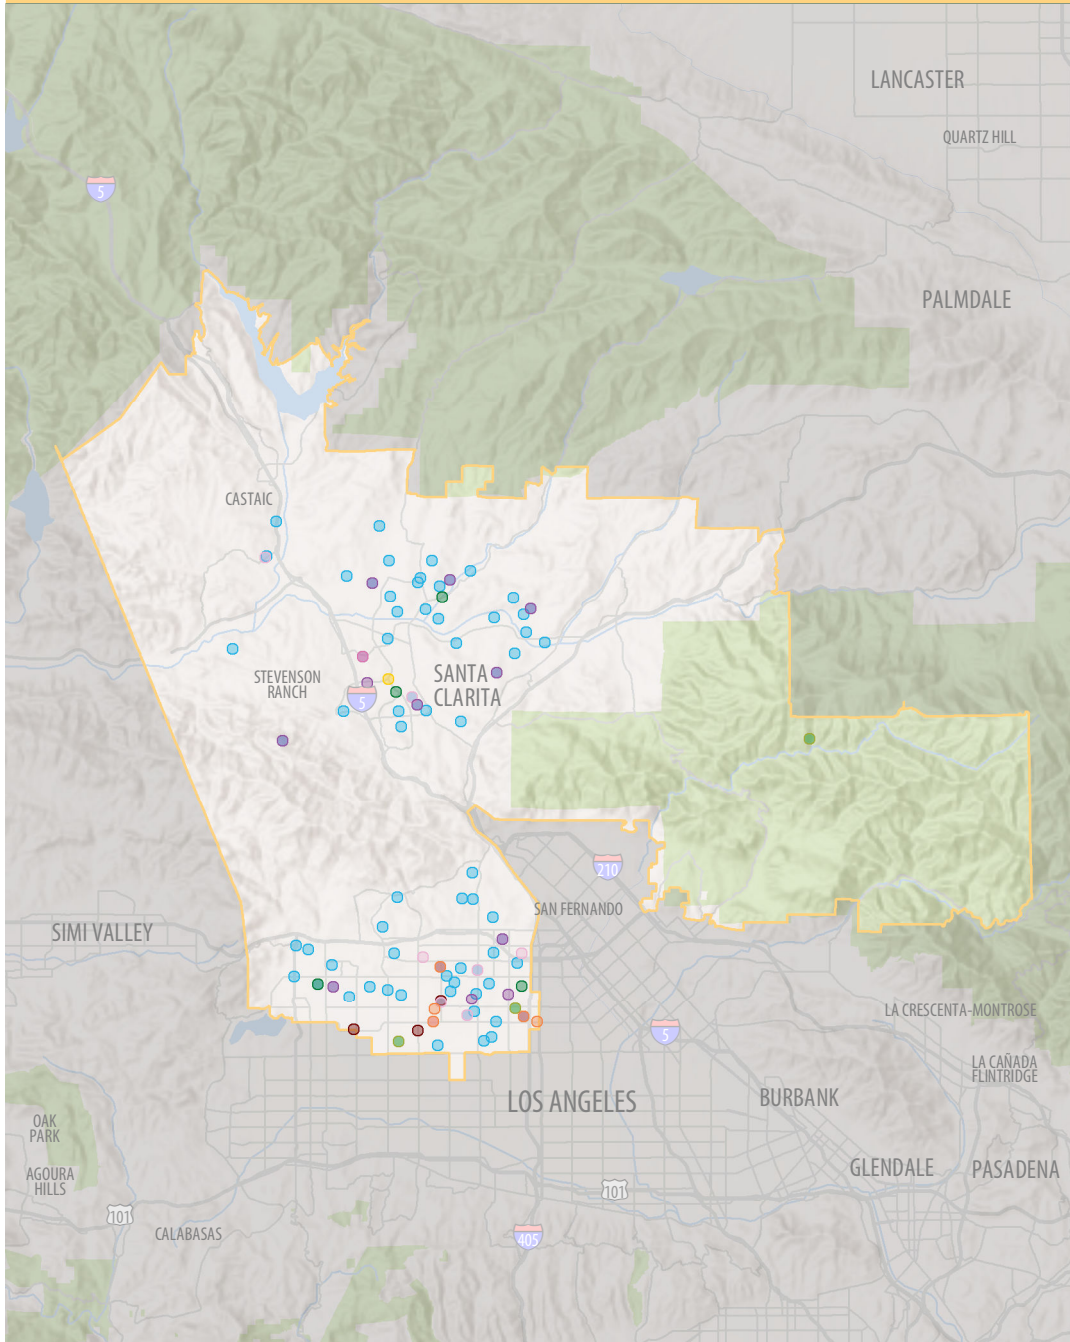 LANCASTER
QUARTZ HILL
5
PALMDALE
CASTAIC
STEVENSON
RANCH
SANTA
CLARITA
5
210
SAN FERNANDO
SIMI VALLEY
LA CRESCENTA-MONTROSE
5
LA CAÑADA
FLINTRIDGE
LOS ANGELES
BURBANK
OAK
PARK
GLENDALE
PASADENA
AGOURA
HILLS
101
101
CALABASAS
405